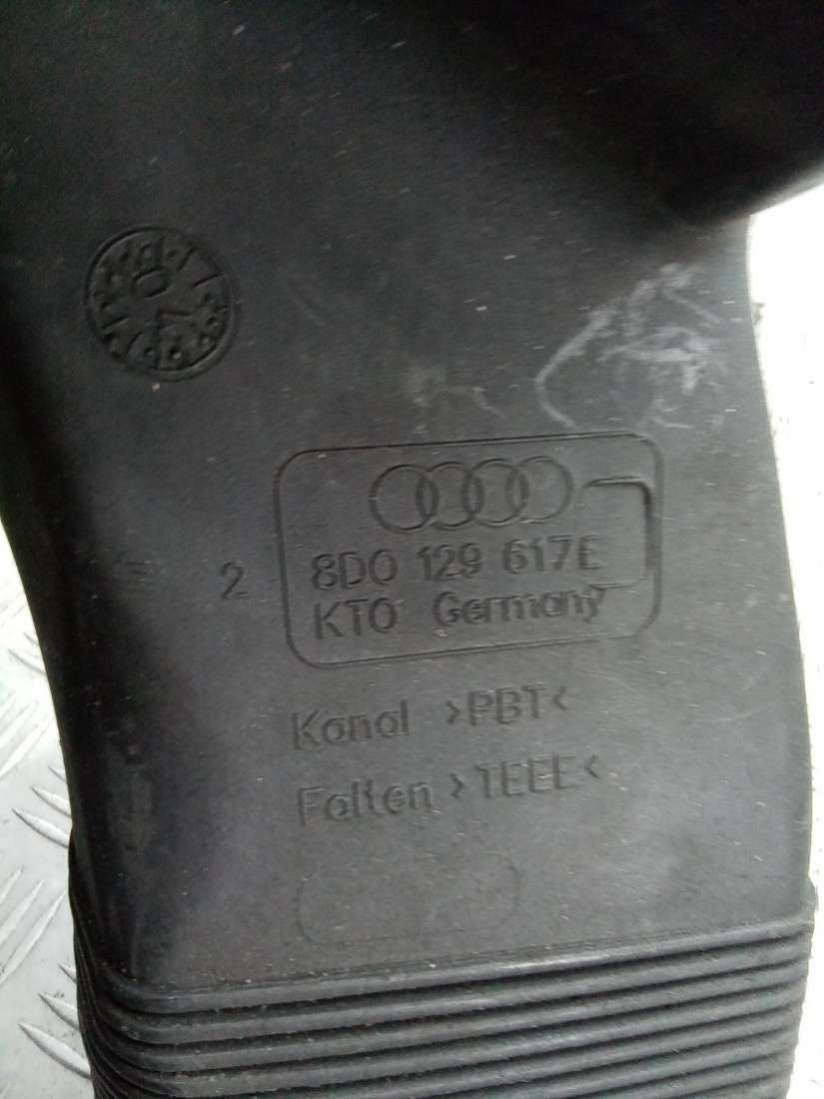 8D0 129 617E
2
KTO Germany
Kanal >PBT<
Falten >TEEE<